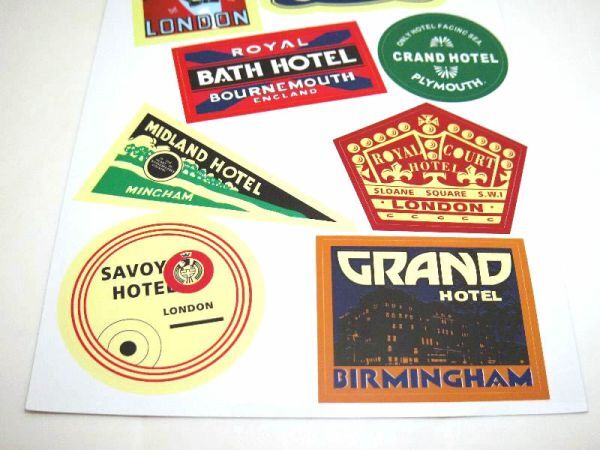 LONDON
ROYAL
BATH HOTEL
BOURNEMOUTH
ENGLAND
ONLY HOTEL FACING SEA
GRAND HOTEL
PLYMOUTH.
MIDLAND HOTEL
MINGHAM
ROYAL COURT
HOTEL
SLOANE SQUARE S.W.1
LONDON
SAVOY
HOTEL
LONDON
GRAND
HOTEL
BIRMINGHAM